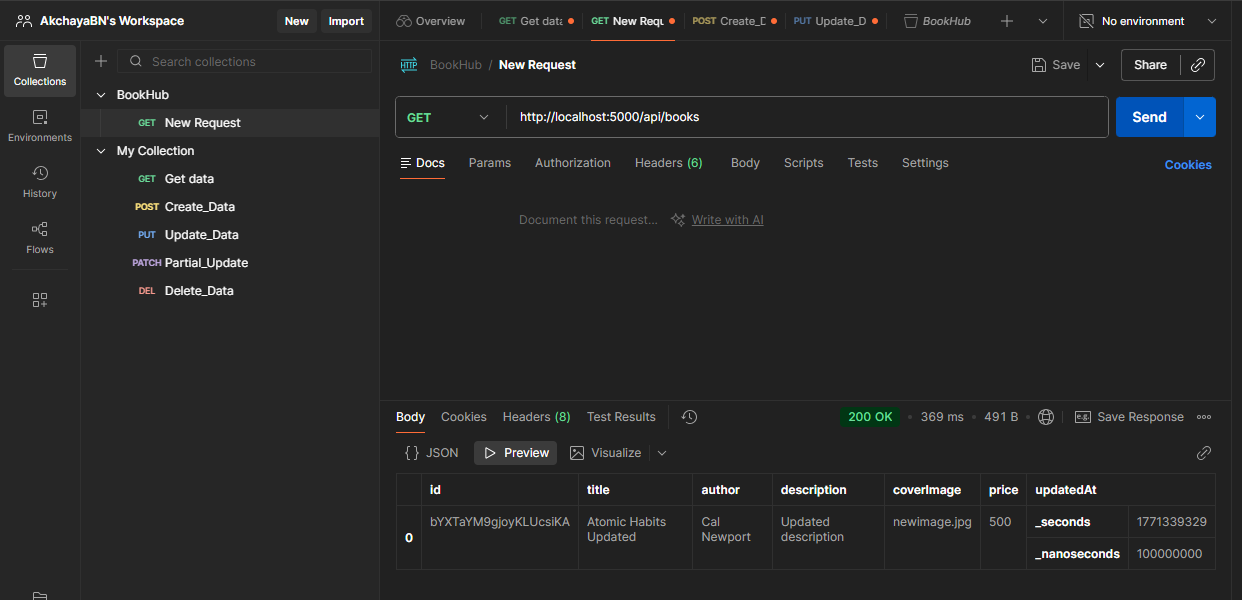 AkchayaBN's Workspace New Import Overview GET Get data GET New Requ POST Create_D PUT Update_D BookHub No environment
Collections
Environments
History
Flows
Search collections
BookHub
GET New Request
My Collection
GET Get data
POST Create_Data
PUT Update_Data
PATCH Partial_Update
DEL Delete_Data
HTTP BookHub / New Request Save Share
GET http://localhost:5000/api/books Send
Docs Params Authorization Headers (6) Body Scripts Tests Settings Cookies
Document this request... Write with AI
Body Cookies Headers (8) Test Results 200 OK • 369 ms • 491 B • e.g. Save Response
{} JSON Preview Visualize
id title author description coverImage price updatedAt
0 bYXTaYM9gjoyKLUcsiKA Atomic Habits Updated Cal Newport Updated description newimage.jpg 500 _seconds 1771339329
_nanoseconds 100000000